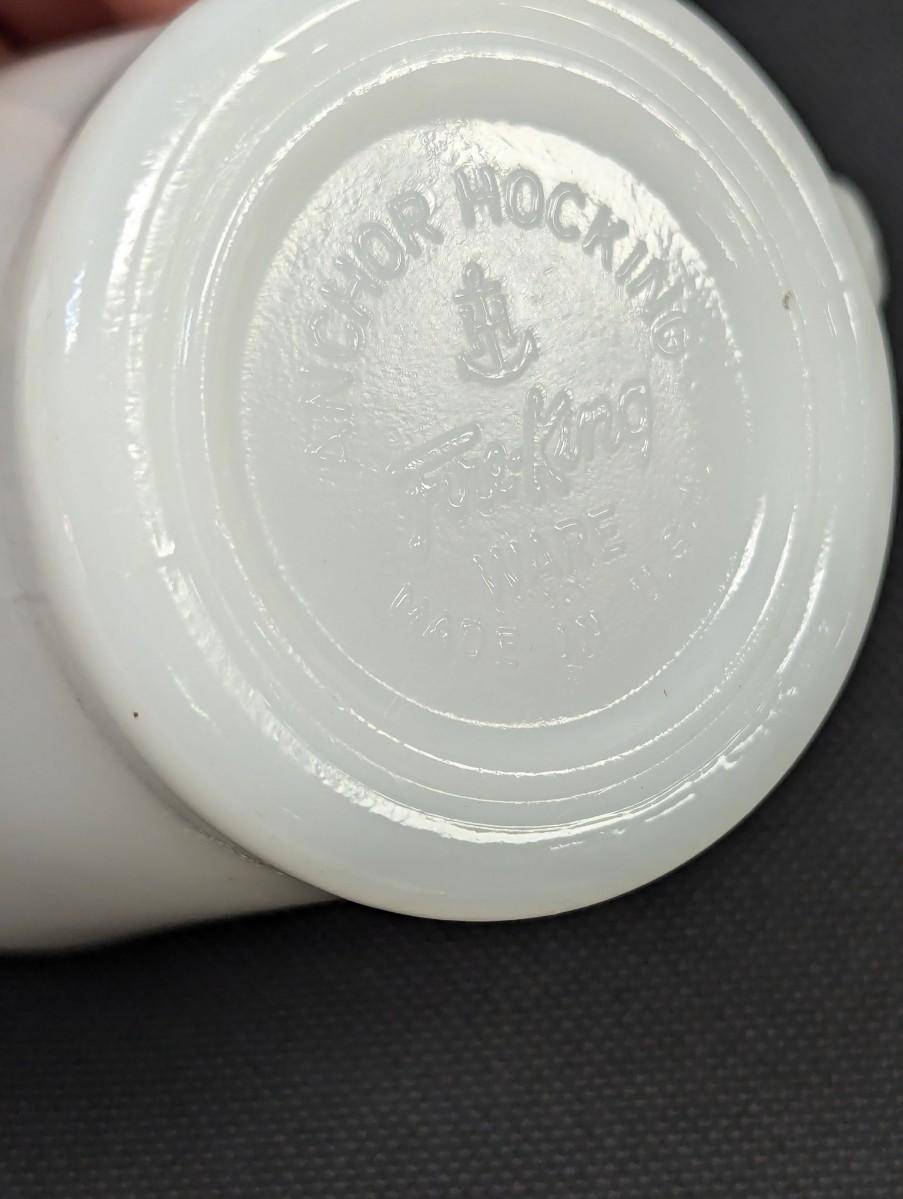 ANCHOR HOCKING
H
Fire King
WARE
MADE IN U.S.